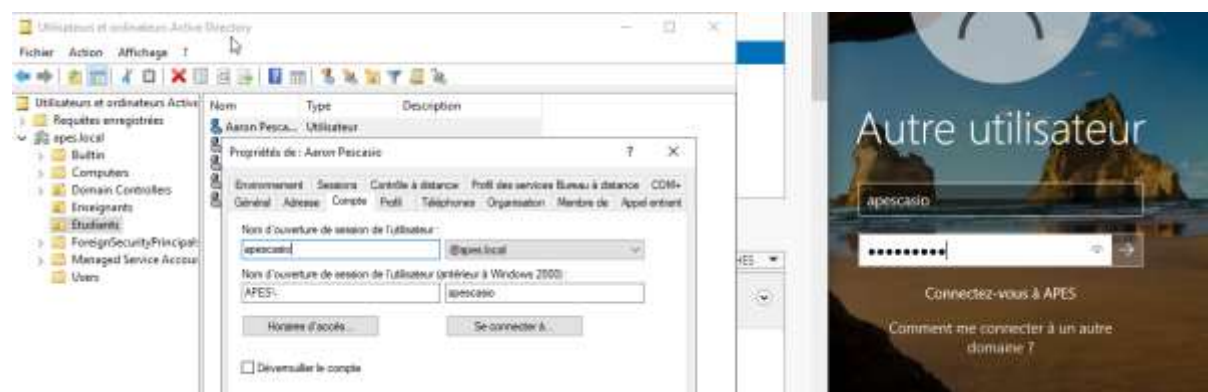 Utilisateurs et ordinateurs Active Directory
Fichier Action Affichage ?
Utilisateurs et ordinateurs Active
Requêtes enregistrées
apes.local
Builtin
Computers
Domain Controllers
Enseignants
Etudiants
ForeignSecurityPrincipals
Managed Service Accour
Users
Nom Type Description
Aaron Pesca... Utilisateur
Propriétés de : Aaron Pescasio ? ×
Environnement Sessions Contrôle à distance Profil des services Bureau à distance COM+
Général Adresse Compte Profil Téléphones Organisation Membre de Appel entrant
Nom d'ouverture de session de l'utilisateur :
apescasio @apes.local
Nom d'ouverture de session de l'utilisateur (antérieur à Windows 2000) :
APES\ apescasio
Horaires d'accès... Se connecter à...
Déverrouiller le compte
Autre utilisateur
apescasio
Connectez-vous à APES
Comment me connecter à un autre
domaine ?